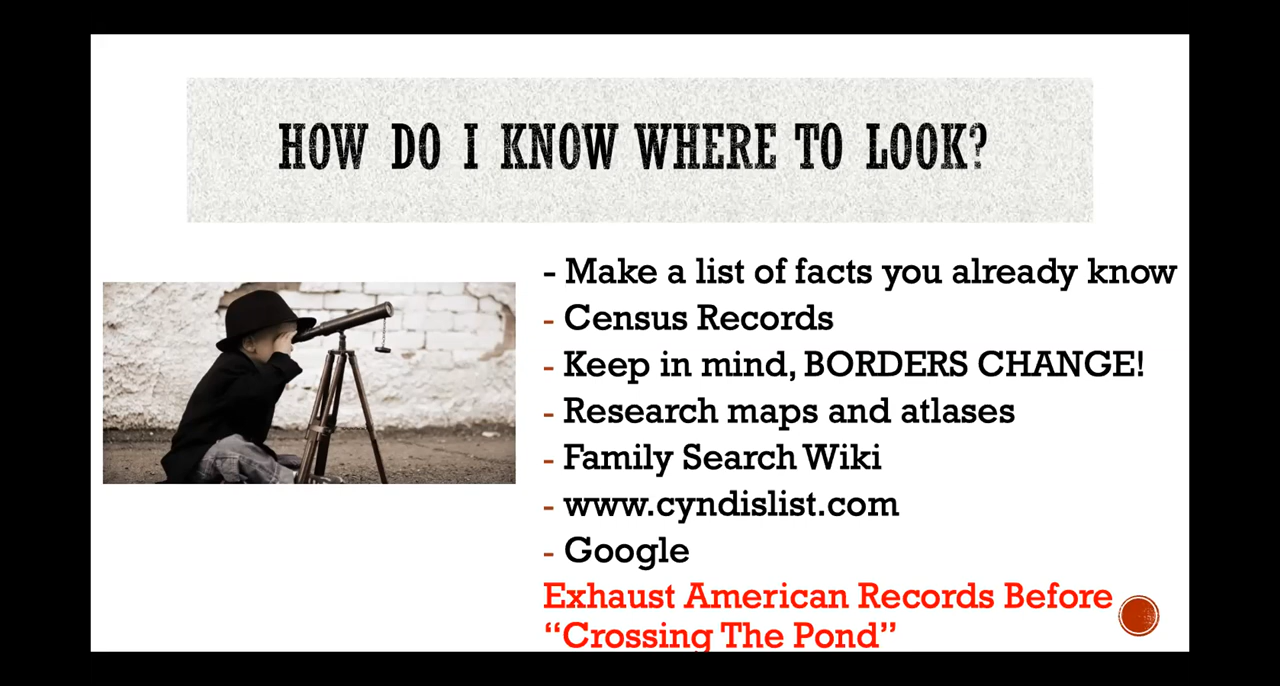 HOW DO I KNOW WHERE TO LOOK?
- Make a list of facts you already know
- Census Records
- Keep in mind, BORDERS CHANGE!
- Research maps and atlases
- Family Search Wiki
- www.cyndislist.com
- Google
Exhaust American Records Before
“Crossing The Pond”